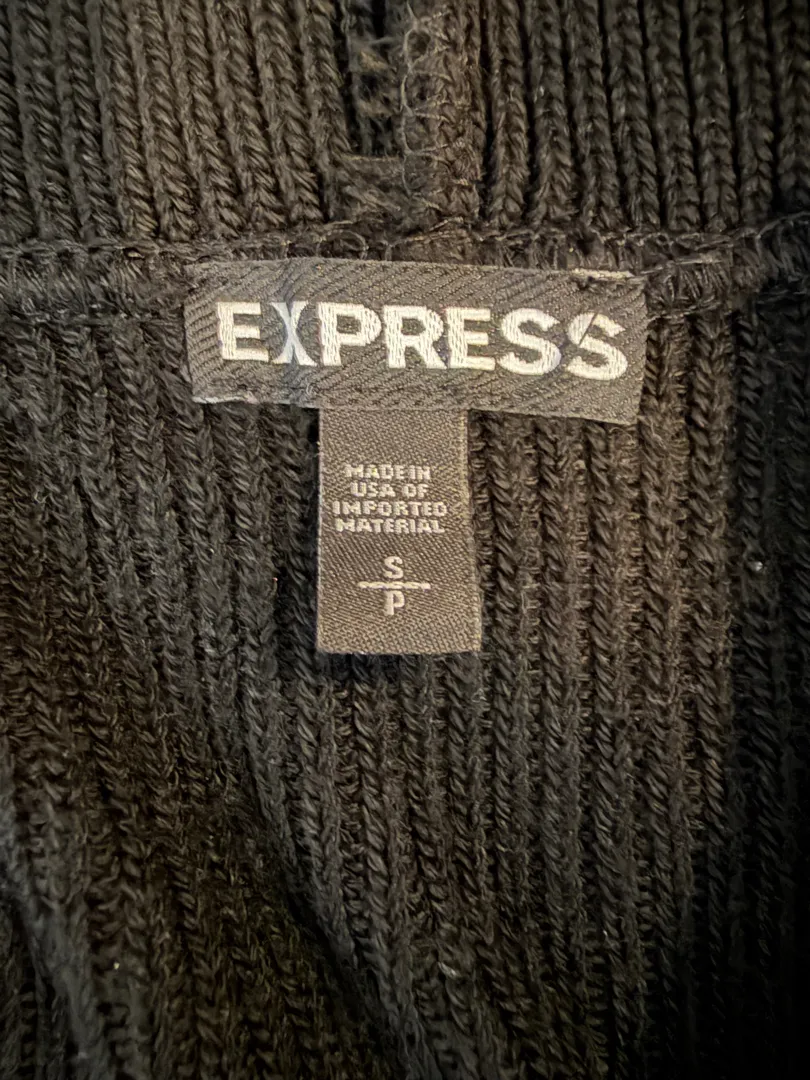 EXPRESS
MADE IN
USA OF
IMPORTED
MATERIAL
S
P